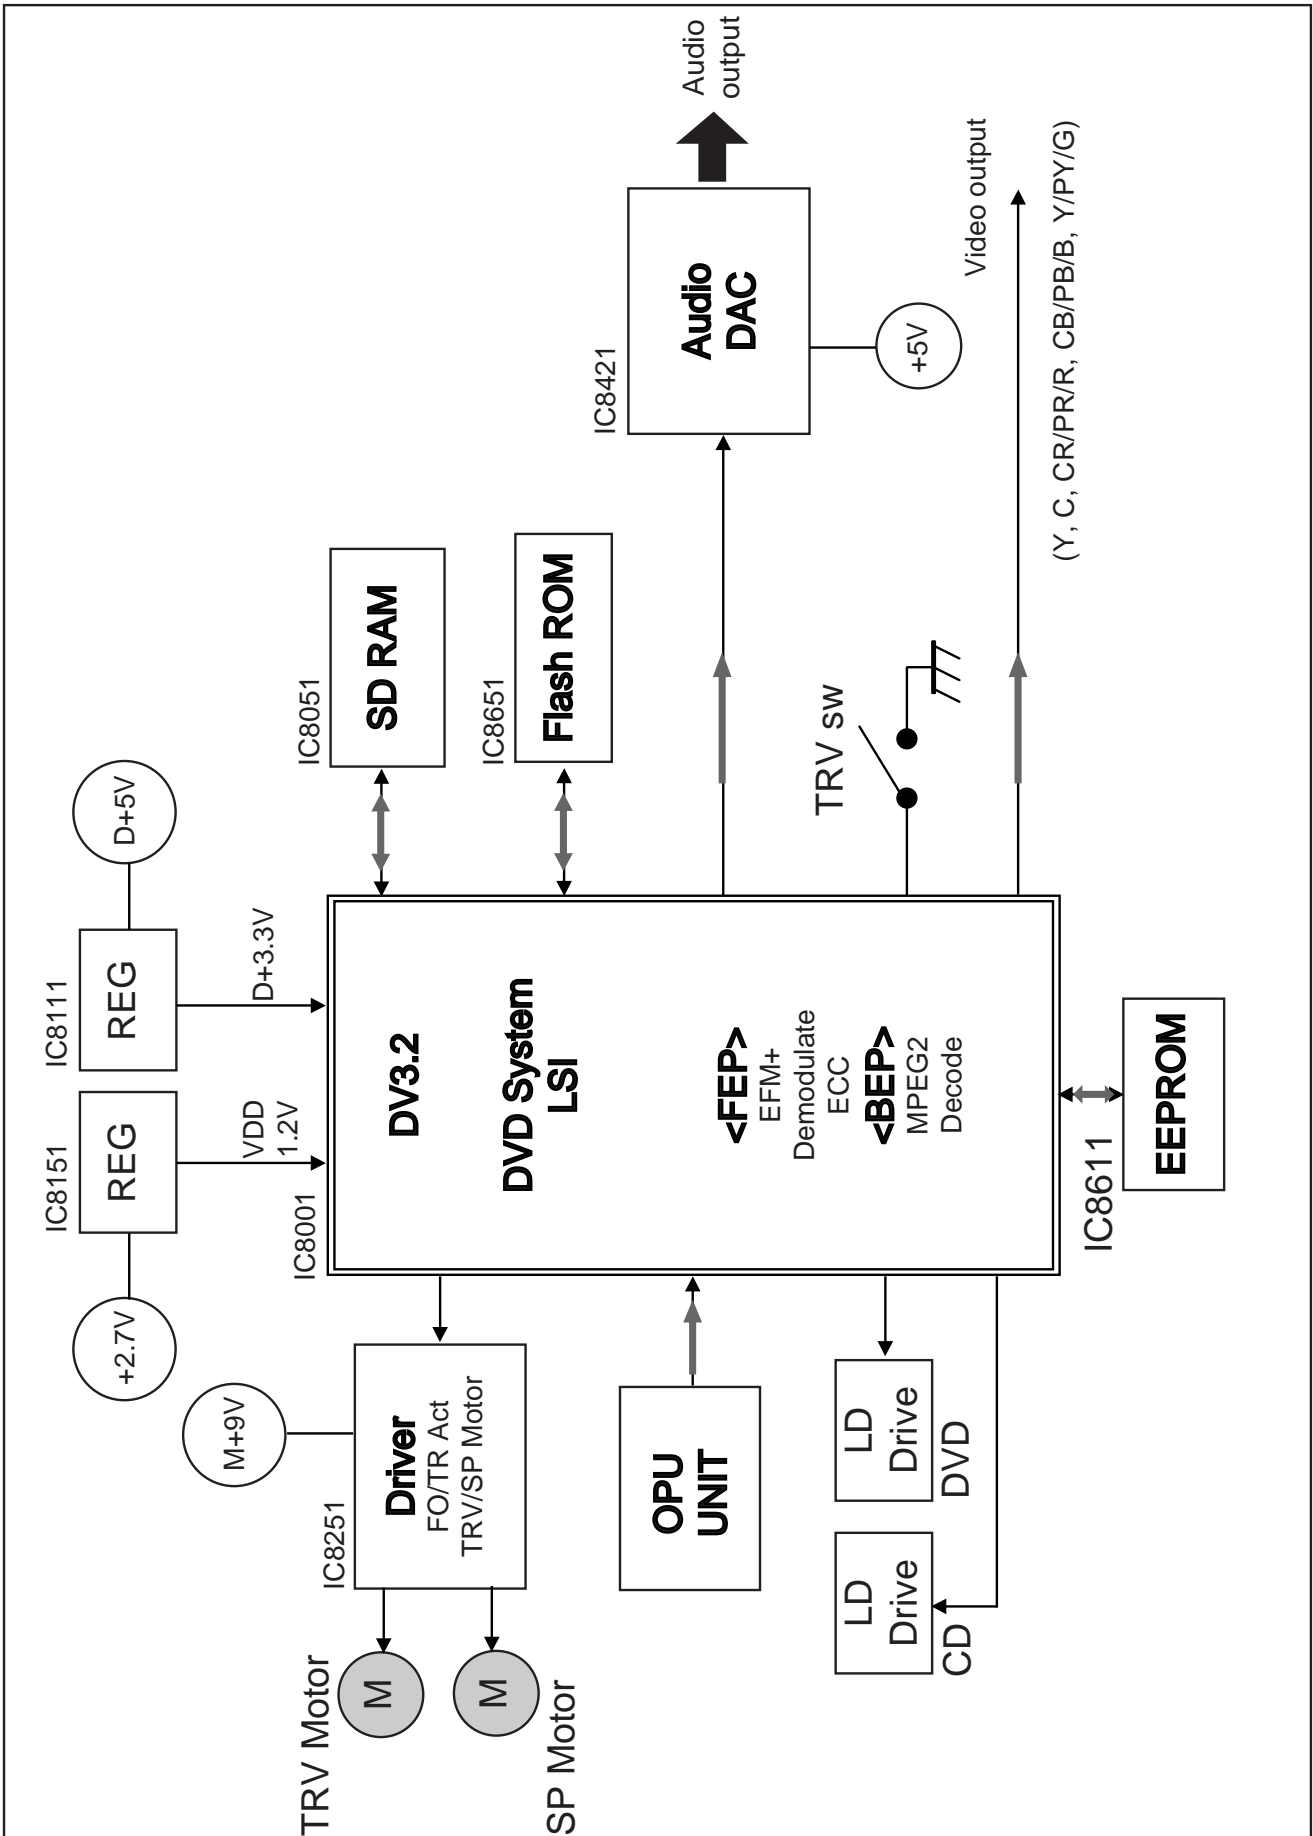 IC8151
REG
+2.7V
VDD
1.2V
IC8111
REG
D+5V
D+3.3V
M+9V
IC8251
Driver
FO/TR Act
TRV/SP Motor
TRV Motor
M
M
SP Motor
IC8001
DV3.2
DVD System
LSI
<FEP>
EFM+
Demodulate
ECC
<BEP>
MPEG2
Decode
IC8051
SD RAM
IC8651
Flash ROM
IC8421
Audio
DAC
Audio
output
+5V
TRV sw
Video output
(Y, C, CR/PR/R, CB/PB/B, Y/PY/G)
OPU
UNIT
LD
Drive
DVD
LD
Drive
CD
IC8611
EEPROM